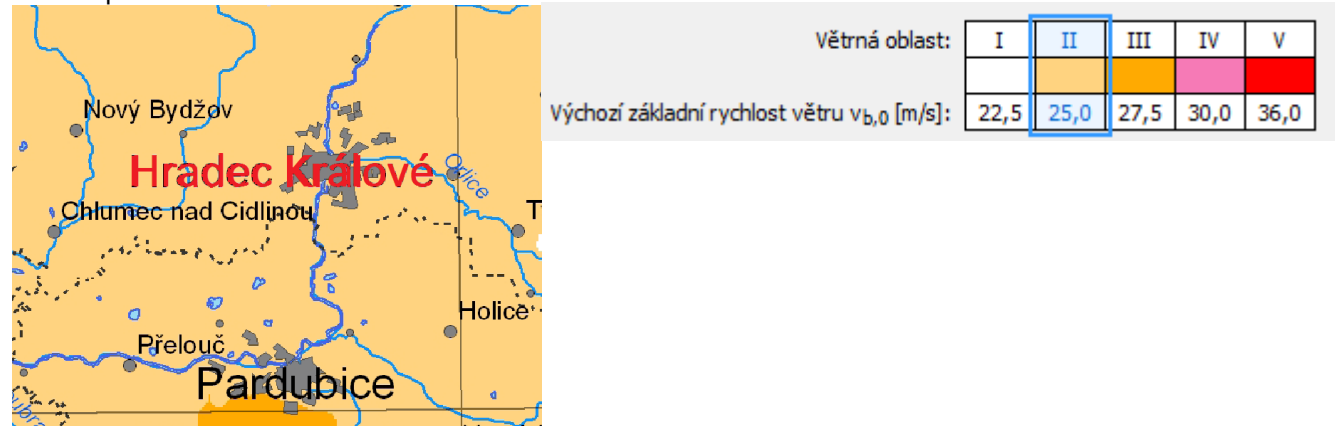 Nový Bydžov
Hradec Králové
Orlice
Chlumec nad Cidlinou
T
Holice
Přelouč
Pardubice
Větrná oblast: I II III IV V
Výchozí základní rychlost větru vb,0 [m/s]: 22,5 25,0 27,5 30,0 36,0